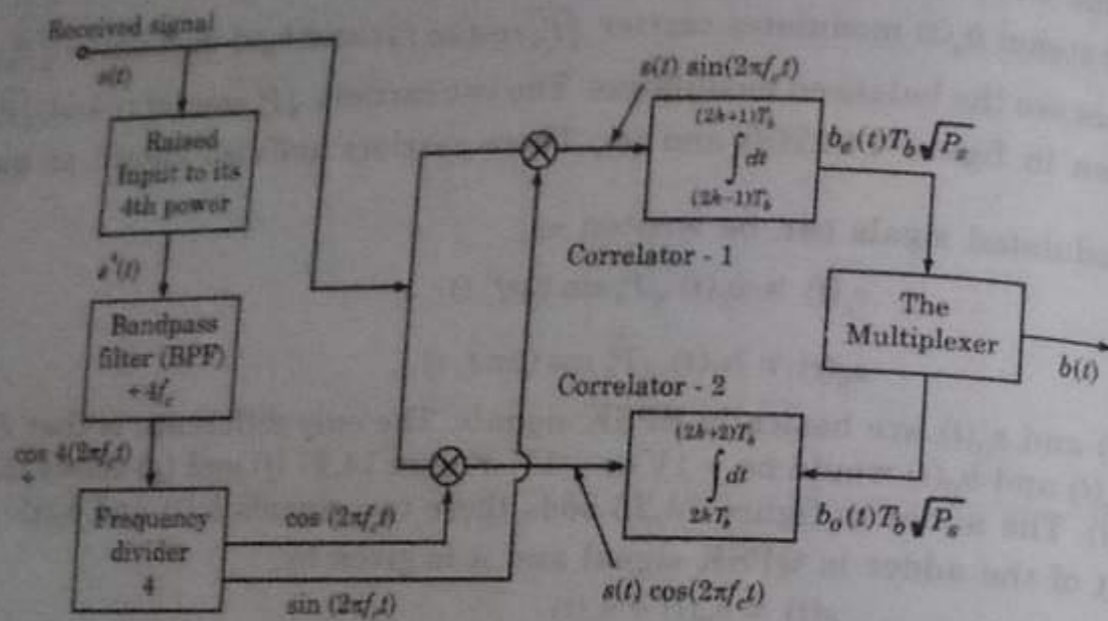 Received signal
s(t)
Raised
Input to its
4th power
s⁴(t)
Bandpass
filter (BPF)
÷ 4f_c
cos 4(2πf_c t)
÷
Frequency
divider
4
cos (2πf_c t)
sin (2πf_c t)
s(t) sin(2πf_c t)
(2k+1)T_b
∫ dt
(2k-1)T_b
b_e(t)T_b√P_s
Correlator - 1
The
Multiplexer
b(t)
Correlator - 2
(2k+2)T_b
∫ dt
2kT_b
b_o(t)T_b√P_s
s(t) cos(2πf_c t)